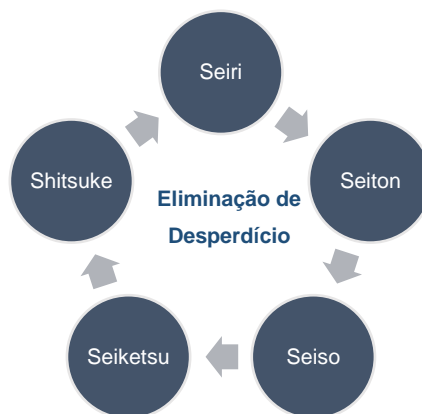 Seiri
Shitsuke
Seiton
Eliminação de
Desperdício
Seiketsu
Seiso